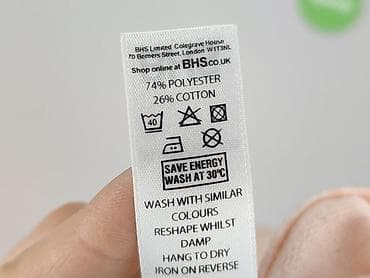 BHS Limited Colegrave House
70 Berners Street, London W1T3NL
Shop online at BHS.CO.UK
74% POLYESTER
26% COTTON
40
SAVE ENERGY
WASH AT 30°C
WASH WITH SIMILAR
COLOURS
RESHAPE WHILST
DAMP
HANG TO DRY
IRON ON REVERSE